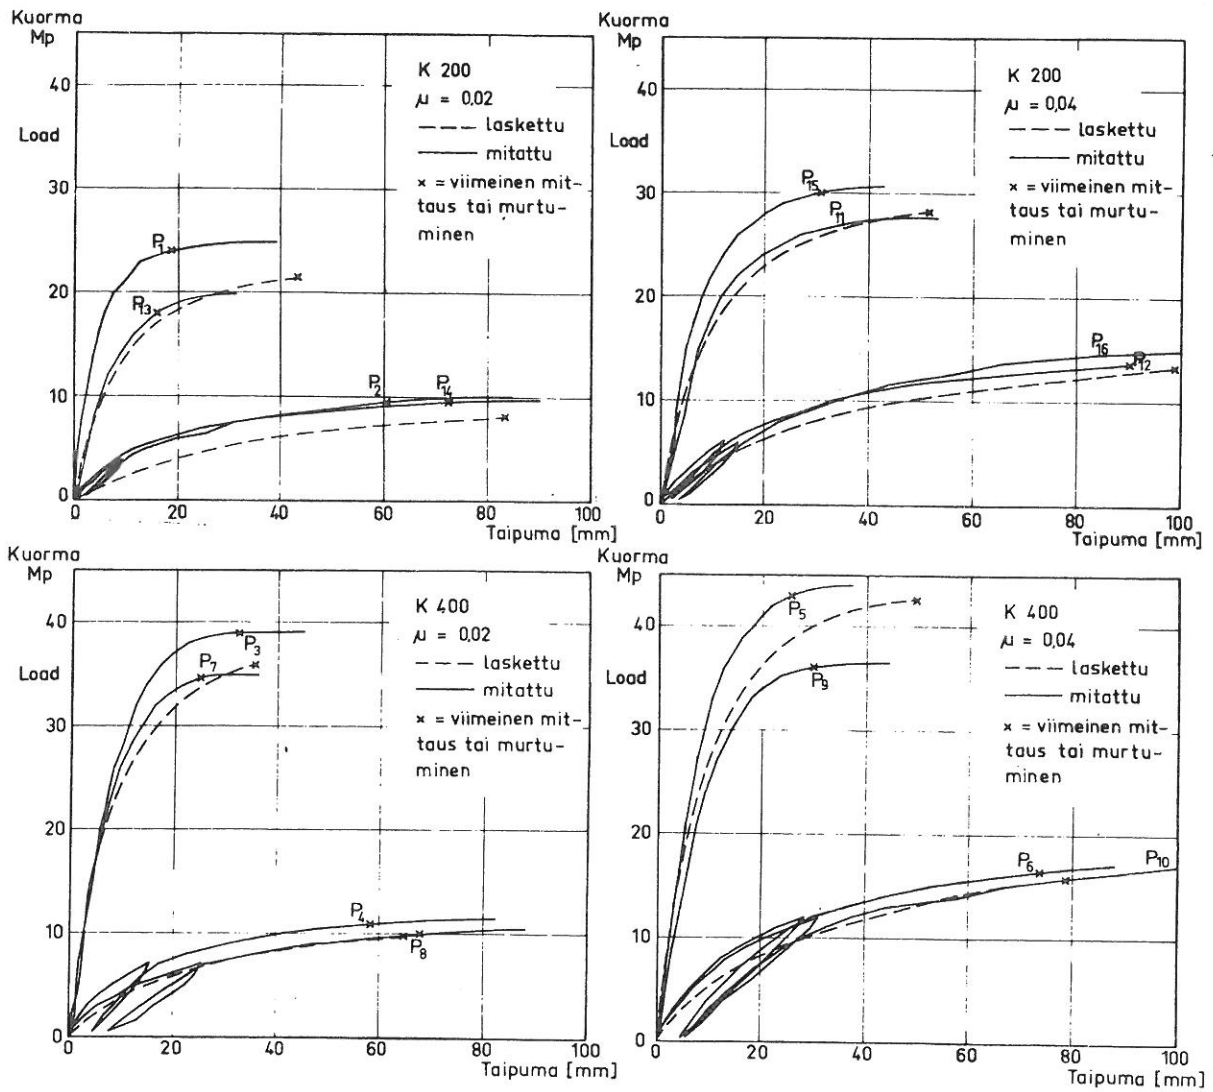 Kuorma
Mp
40
Load
30
20
10
0
K 200
μ = 0,02
laskettu
mitattu
× = viimeinen mit-
taus tai murtu-
minen
P1
P13
P2
P14
0 20 40 60 80 100
Taipuma [mm]
Kuorma
Mp
40
Load
30
20
10
0
K 200
μ = 0,04
laskettu
mitattu
× = viimeinen mit-
taus tai murtu-
minen
P15
P11
P16
P12
0 20 40 60 80 100
Taipuma [mm]
Kuorma
Mp
40
Load
30
20
10
0
K 400
μ = 0,02
laskettu
mitattu
× = viimeinen mit-
taus tai murtu-
minen
P3
P7
P4
P8
0 20 40 60 80 100
Taipuma [mm]
Kuorma
Mp
40
Load
30
20
10
0
K 400
μ = 0,04
laskettu
mitattu
× = viimeinen mit-
taus tai murtu-
minen
P5
P9
P6
P10
0 20 40 60 80 100
Taipuma [mm]